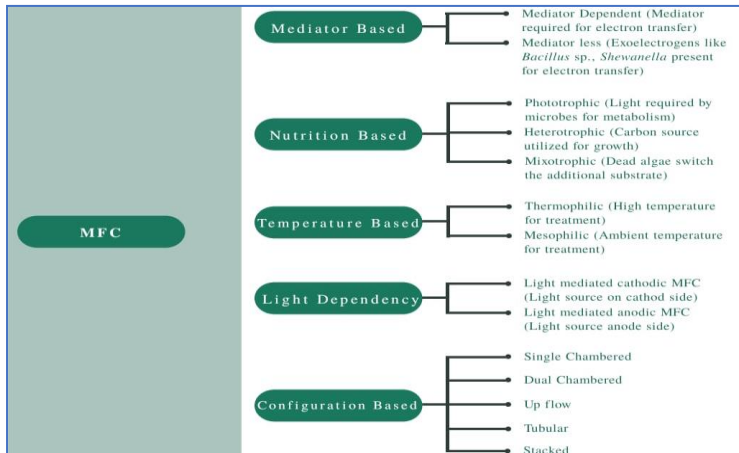 Mediator Based
Mediator Dependent (Mediator
required for electron transfer)
Mediator less (Exoelectrogens like
Bacillus sp., Shewanella present
for electron transfer)
Nutrition Based
Phototrophic (Light required by
microbes for metabolism)
Heterotrophic (Carbon source
utilized for growth)
Mixotrophic (Dead algae switch
the additional substrate)
MFC
Temperature Based
Thermophilic (High temperature
for treatment)
Mesophilic (Ambient temperature
for treatment)
Light Dependency
Light mediated cathodic MFC
(Light source on cathod side)
Light mediated anodic MFC
(Light source anode side)
Configuration Based
Single Chambered
Dual Chambered
Up flow
Tubular
Stacked